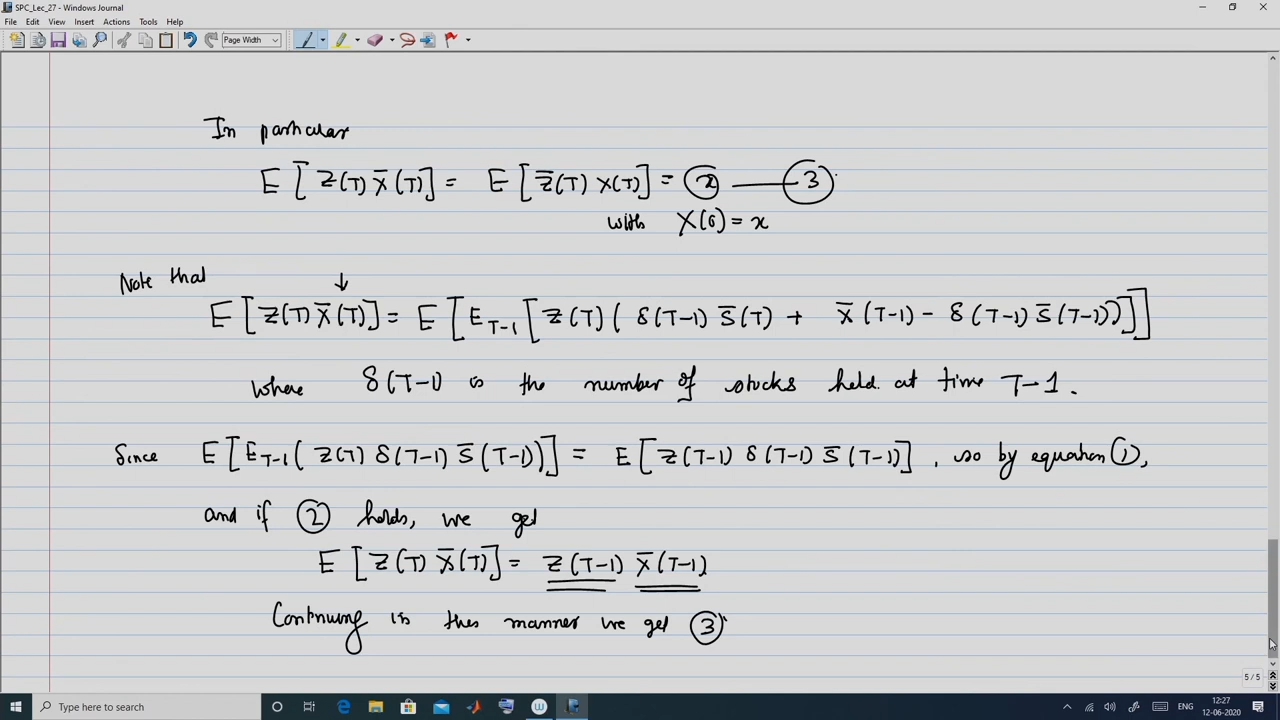 SPC_Lec_27 - Windows Journal
File Edit View Insert Actions Tools Help
Page Width
In particular
E [ Z(T) X̄(T) ] = E [ Z̄(T) X(T) ] = x — 3
with X(0) = x
Note that
E [ Z(T) X̄(T) ] = E [ E_{T-1} [ Z(T) ( δ(T-1) S̄(T) + X̄(T-1) - δ(T-1) S̄(T-1) ) ] ]
where δ(T-1) is the number of stocks held at time T-1.
Since E [ E_{T-1} ( Z(T) δ(T-1) S̄(T-1) ) ] = E [ Z(T-1) δ(T-1) S̄(T-1) ] , so by equation 1,
and if 2 holds, we get
E [ Z(T) X̄(T) ] = Z(T-1) X̄(T-1)
Continuing is this manner we get 3
5 / 5
Type here to search
ENG
12:27
12-06-2020